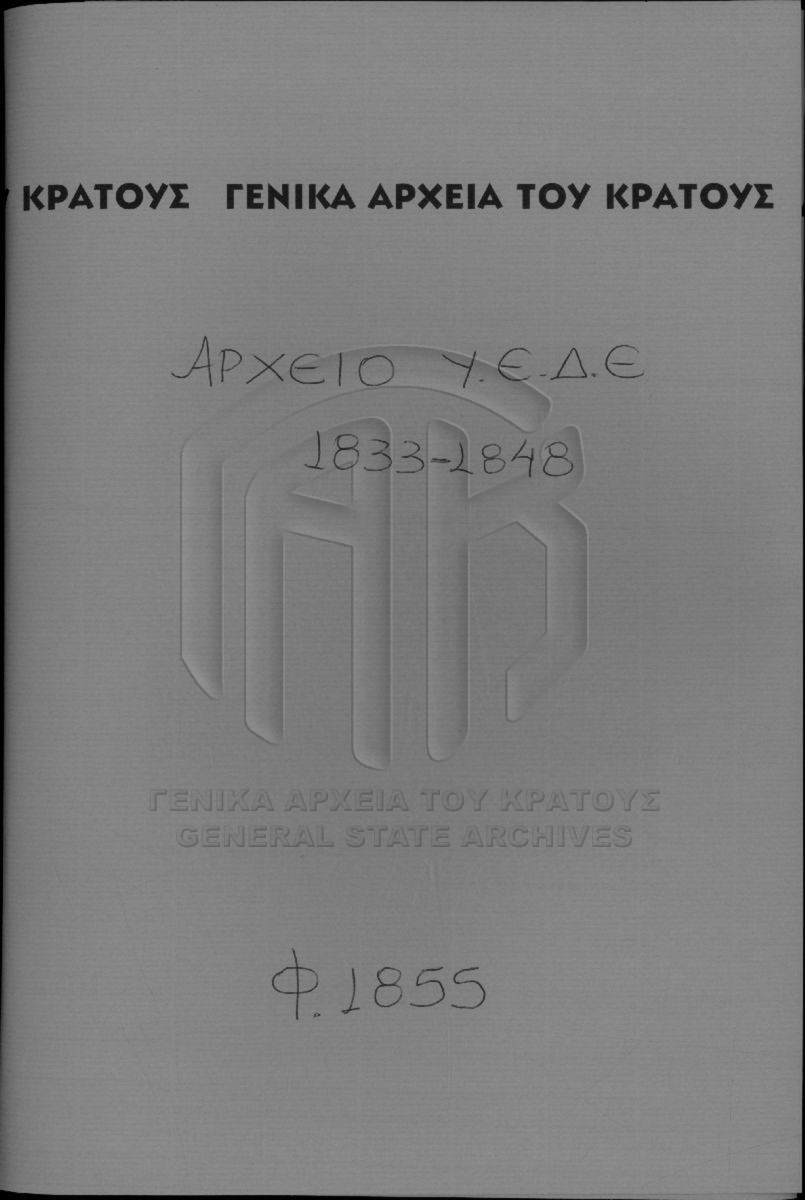 ΚΡΑΤΟΥΣ ΓΕΝΙΚΑ ΑΡΧΕΙΑ ΤΟΥ ΚΡΑΤΟΥΣ
ΑΡΧΕΙΟ Υ.Ε.Δ.Ε
1833-1848
ΓΕΝΙΚΑ ΑΡΧΕΙΑ ΤΟΥ ΚΡΑΤΟΥΣ
GENERAL STATE ARCHIVES
Φ. 1855